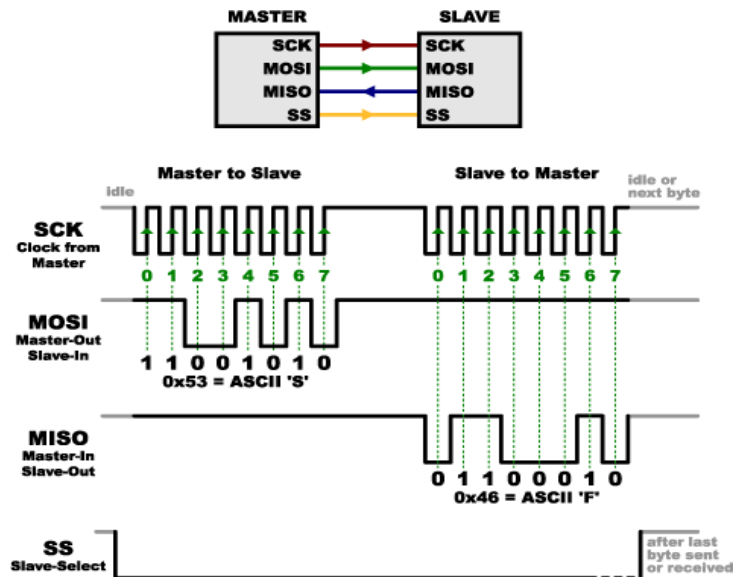 MASTER SLAVE
SCK SCK
MOSI MOSI
MISO MISO
SS SS
Master to Slave Slave to Master
idle
idle or
next byte
SCK
Clock from
Master
0 1 2 3 4 5 6 7 0 1 2 3 4 5 6 7
MOSI
Master-Out
Slave-In
1 1 0 0 1 0 1 0
0x53 = ASCII 'S'
MISO
Master-In
Slave-Out
0 1 1 0 0 0 1 0
0x46 = ASCII 'F'
SS
Slave-Select
after last
byte sent
or received